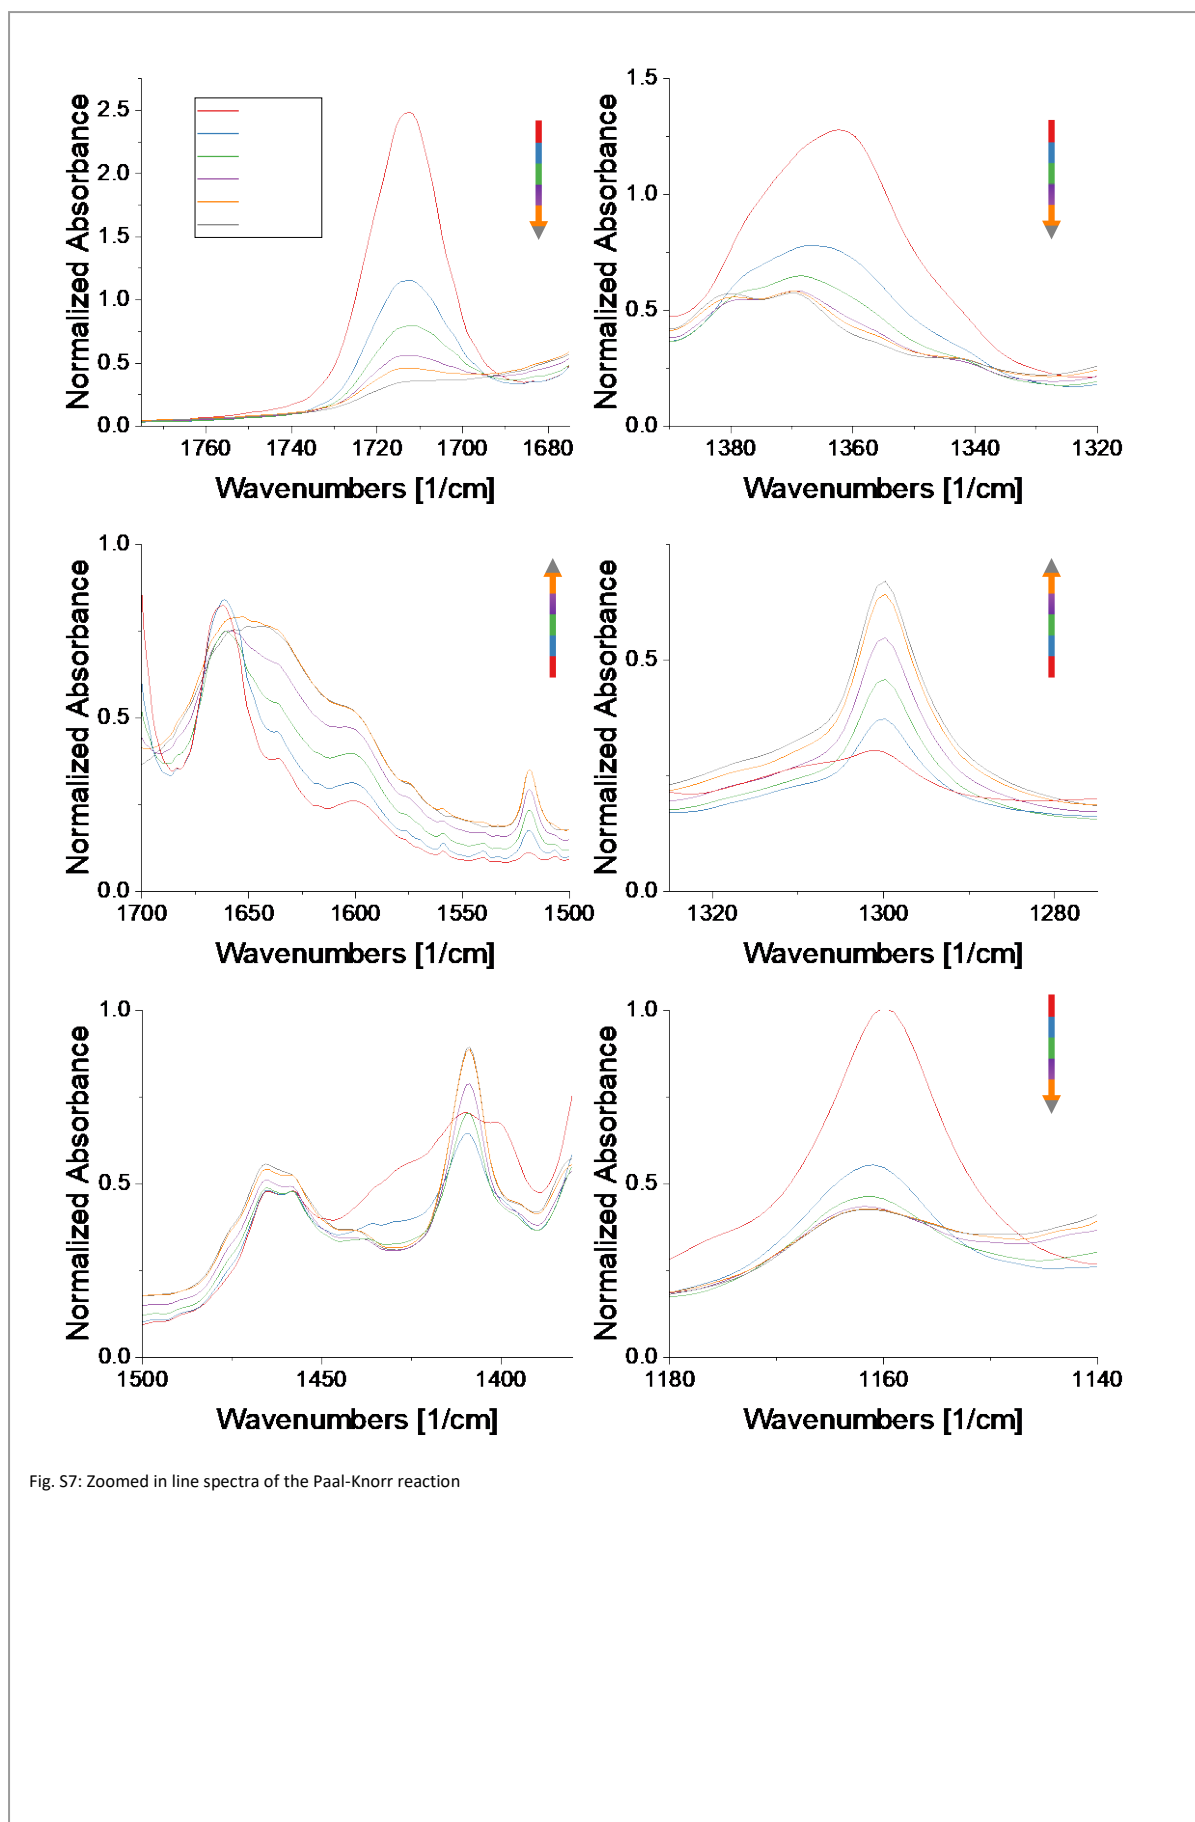 Normalized Absorbance
2.5
2.0
1.5
1.0
0.5
0.0
1760 1740 1720 1700 1680
Wavenumbers [1/cm]
Normalized Absorbance
1.5
1.0
0.5
0.0
1380 1360 1340 1320
Wavenumbers [1/cm]
Normalized Absorbance
1.0
0.5
0.0
1700 1650 1600 1550 1500
Wavenumbers [1/cm]
Normalized Absorbance
0.5
0.0
1320 1300 1280
Wavenumbers [1/cm]
Normalized Absorbance
1.0
0.5
0.0
1500 1450 1400
Wavenumbers [1/cm]
Normalized Absorbance
1.0
0.5
0.0
1180 1160 1140
Wavenumbers [1/cm]
Fig. S7: Zoomed in line spectra of the Paal-Knorr reaction